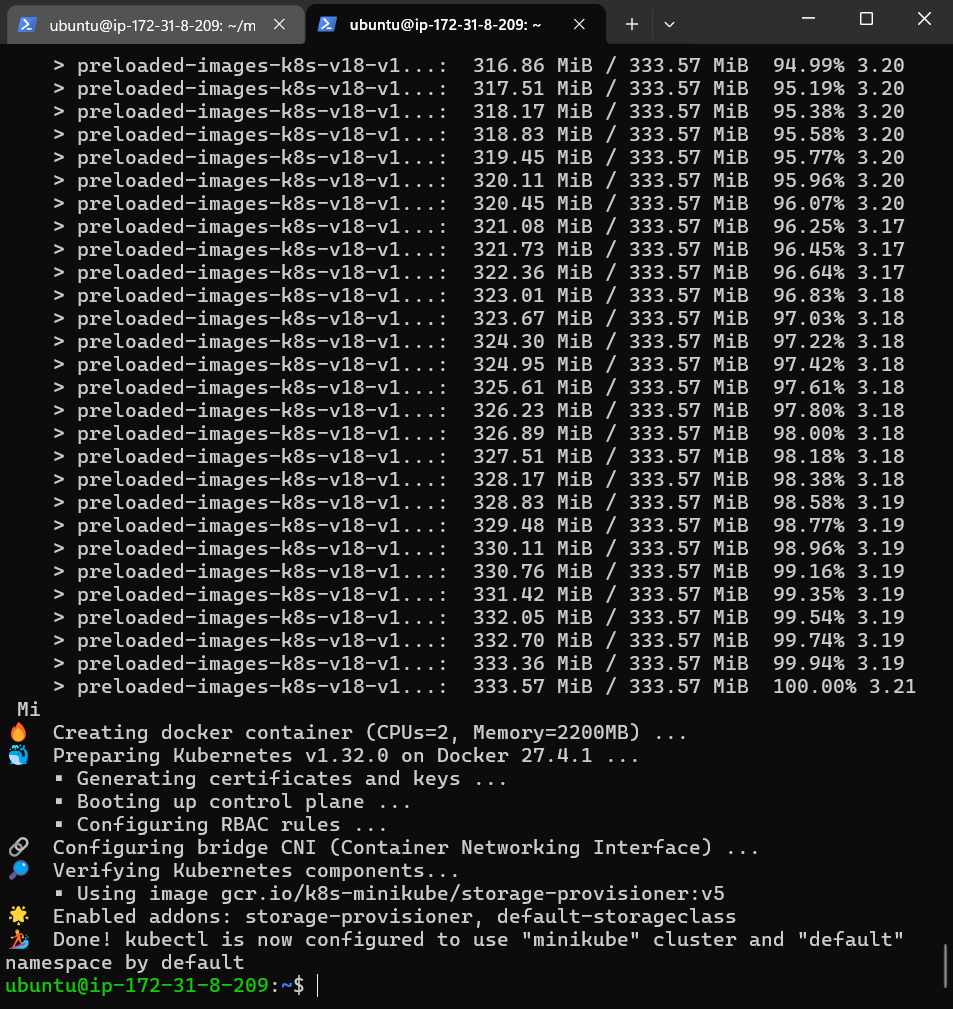 ubuntu@ip-172-31-8-209: ~/m
ubuntu@ip-172-31-8-209: ~
> preloaded-images-k8s-v18-v1...:  316.86 MiB / 333.57 MiB  94.99% 3.20
> preloaded-images-k8s-v18-v1...:  317.51 MiB / 333.57 MiB  95.19% 3.20
> preloaded-images-k8s-v18-v1...:  318.17 MiB / 333.57 MiB  95.38% 3.20
> preloaded-images-k8s-v18-v1...:  318.83 MiB / 333.57 MiB  95.58% 3.20
> preloaded-images-k8s-v18-v1...:  319.45 MiB / 333.57 MiB  95.77% 3.20
> preloaded-images-k8s-v18-v1...:  320.11 MiB / 333.57 MiB  95.96% 3.20
> preloaded-images-k8s-v18-v1...:  320.45 MiB / 333.57 MiB  96.07% 3.20
> preloaded-images-k8s-v18-v1...:  321.08 MiB / 333.57 MiB  96.25% 3.17
> preloaded-images-k8s-v18-v1...:  321.73 MiB / 333.57 MiB  96.45% 3.17
> preloaded-images-k8s-v18-v1...:  322.36 MiB / 333.57 MiB  96.64% 3.17
> preloaded-images-k8s-v18-v1...:  323.01 MiB / 333.57 MiB  96.83% 3.18
> preloaded-images-k8s-v18-v1...:  323.67 MiB / 333.57 MiB  97.03% 3.18
> preloaded-images-k8s-v18-v1...:  324.30 MiB / 333.57 MiB  97.22% 3.18
> preloaded-images-k8s-v18-v1...:  324.95 MiB / 333.57 MiB  97.42% 3.18
> preloaded-images-k8s-v18-v1...:  325.61 MiB / 333.57 MiB  97.61% 3.18
> preloaded-images-k8s-v18-v1...:  326.23 MiB / 333.57 MiB  97.80% 3.18
> preloaded-images-k8s-v18-v1...:  326.89 MiB / 333.57 MiB  98.00% 3.18
> preloaded-images-k8s-v18-v1...:  327.51 MiB / 333.57 MiB  98.18% 3.18
> preloaded-images-k8s-v18-v1...:  328.17 MiB / 333.57 MiB  98.38% 3.18
> preloaded-images-k8s-v18-v1...:  328.83 MiB / 333.57 MiB  98.58% 3.19
> preloaded-images-k8s-v18-v1...:  329.48 MiB / 333.57 MiB  98.77% 3.19
> preloaded-images-k8s-v18-v1...:  330.11 MiB / 333.57 MiB  98.96% 3.19
> preloaded-images-k8s-v18-v1...:  330.76 MiB / 333.57 MiB  99.16% 3.19
> preloaded-images-k8s-v18-v1...:  331.42 MiB / 333.57 MiB  99.35% 3.19
> preloaded-images-k8s-v18-v1...:  332.05 MiB / 333.57 MiB  99.54% 3.19
> preloaded-images-k8s-v18-v1...:  332.70 MiB / 333.57 MiB  99.74% 3.19
> preloaded-images-k8s-v18-v1...:  333.36 MiB / 333.57 MiB  99.94% 3.19
> preloaded-images-k8s-v18-v1...:  333.57 MiB / 333.57 MiB  100.00% 3.21
Mi
🔥  Creating docker container (CPUs=2, Memory=2200MB) ...
🐳  Preparing Kubernetes v1.32.0 on Docker 27.4.1 ...
▪ Generating certificates and keys ...
▪ Booting up control plane ...
▪ Configuring RBAC rules ...
🔗  Configuring bridge CNI (Container Networking Interface) ...
🔎  Verifying Kubernetes components...
▪ Using image gcr.io/k8s-minikube/storage-provisioner:v5
🌟  Enabled addons: storage-provisioner, default-storageclass
🏄  Done! kubectl is now configured to use "minikube" cluster and "default"
namespace by default
ubuntu@ip-172-31-8-209:~$